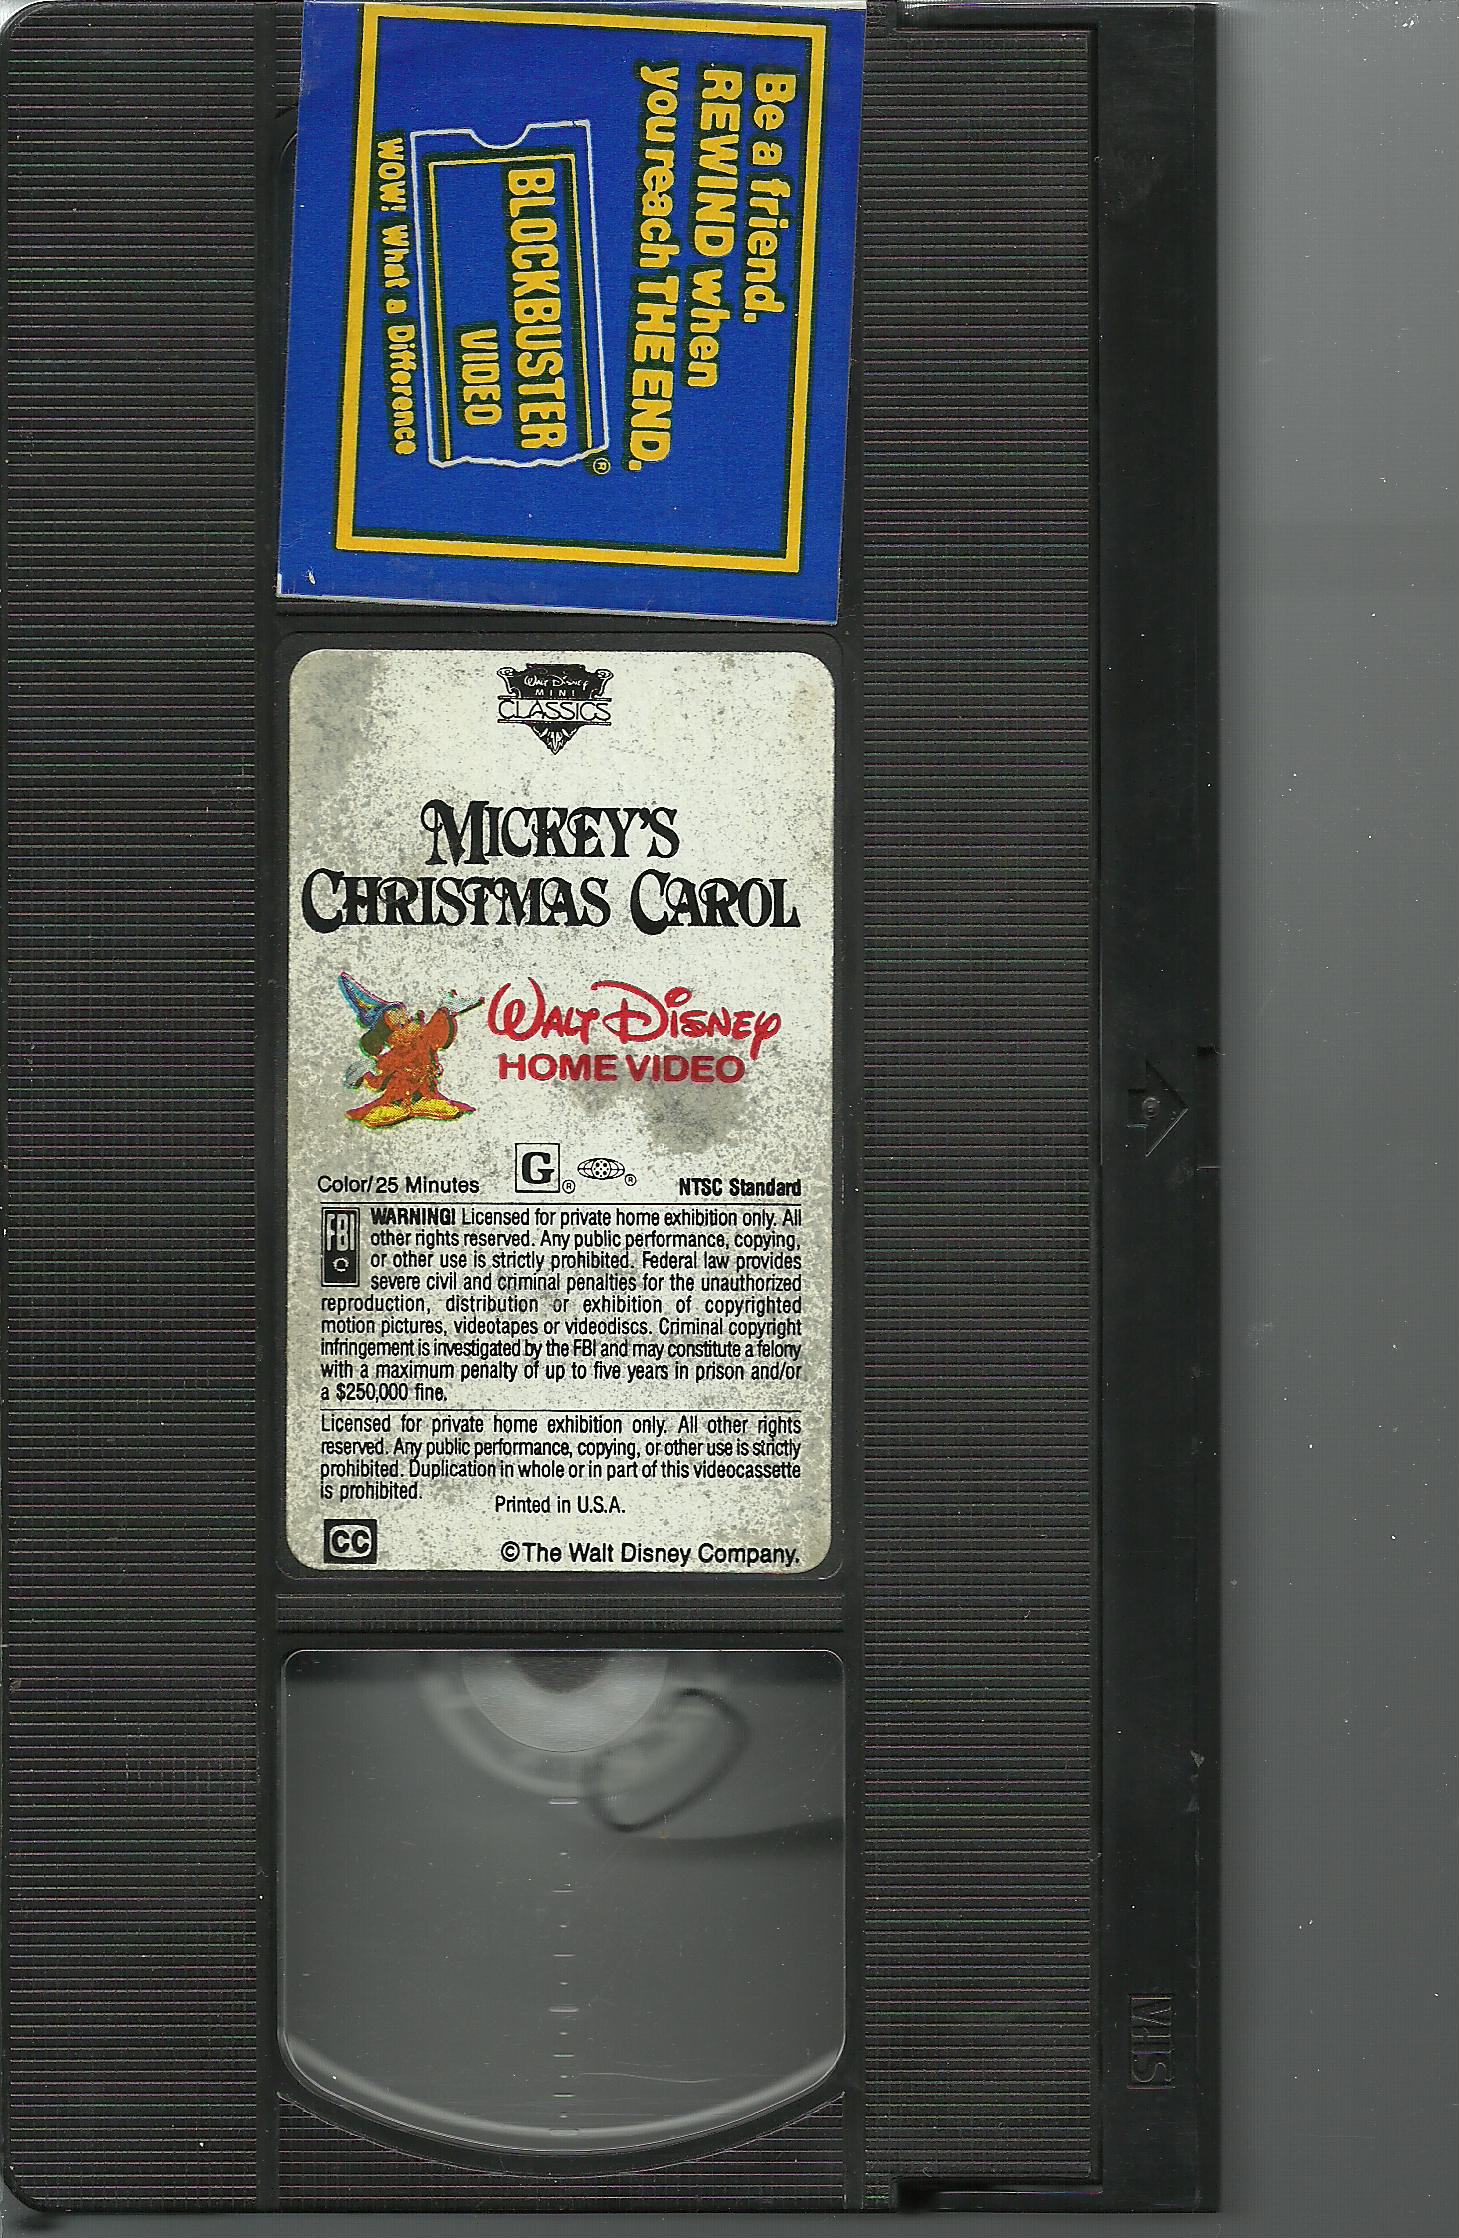 Be a friend.
REWIND when
you reach THE END.
BLOCKBUSTER
VIDEO
®
WOW! What a Difference
WALT DISNEY
MINI
CLASSICS
MICKEY'S
CHRISTMAS CAROL
WALT DISNEY
HOME VIDEO
Color/25 Minutes
G
®
®
NTSC Standard
FBI
WARNING! Licensed for private home exhibition only. All
other rights reserved. Any public performance, copying,
or other use is strictly prohibited. Federal law provides
severe civil and criminal penalties for the unauthorized
reproduction, distribution or exhibition of copyrighted
motion pictures, videotapes or videodiscs. Criminal copyright
infringement is investigated by the FBI and may constitute a felony
with a maximum penalty of up to five years in prison and/or
a $250,000 fine.
Licensed for private home exhibition only. All other rights
reserved. Any public performance, copying, or other use is strictly
prohibited. Duplication in whole or in part of this videocassette
is prohibited.
Printed in U.S.A.
CC
©The Walt Disney Company.
VHS